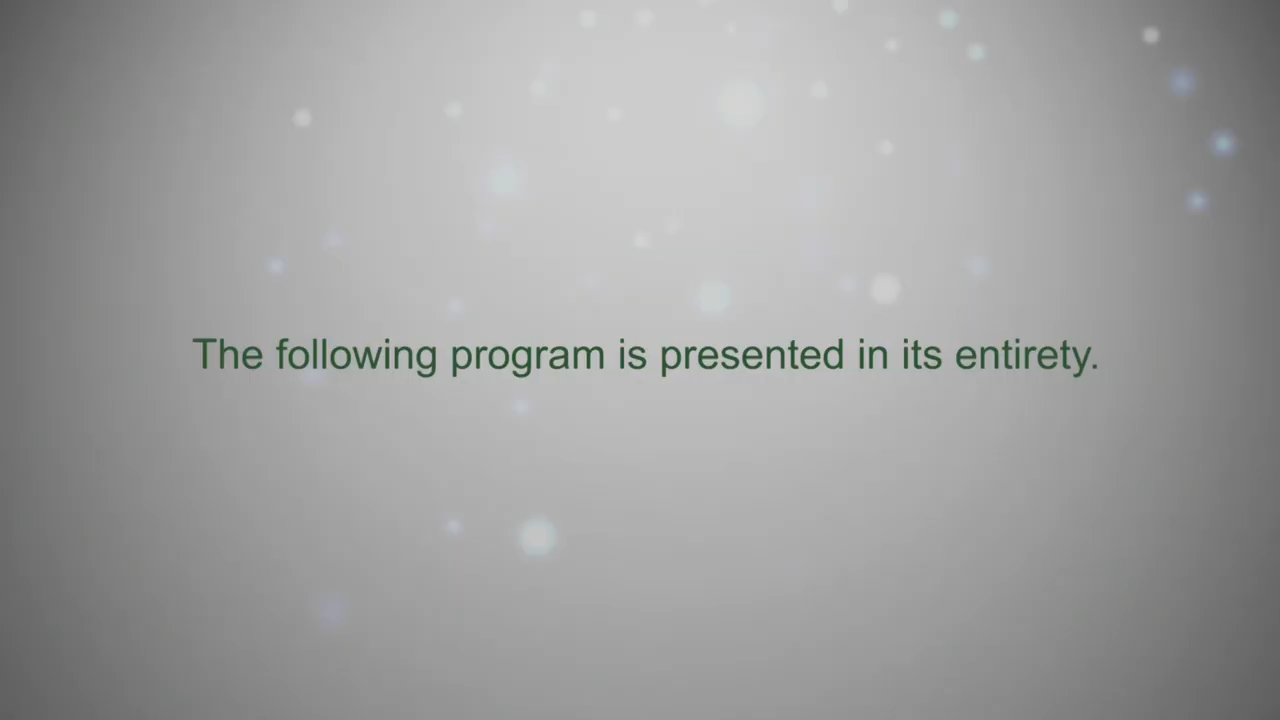 The following program is presented in its entirety.